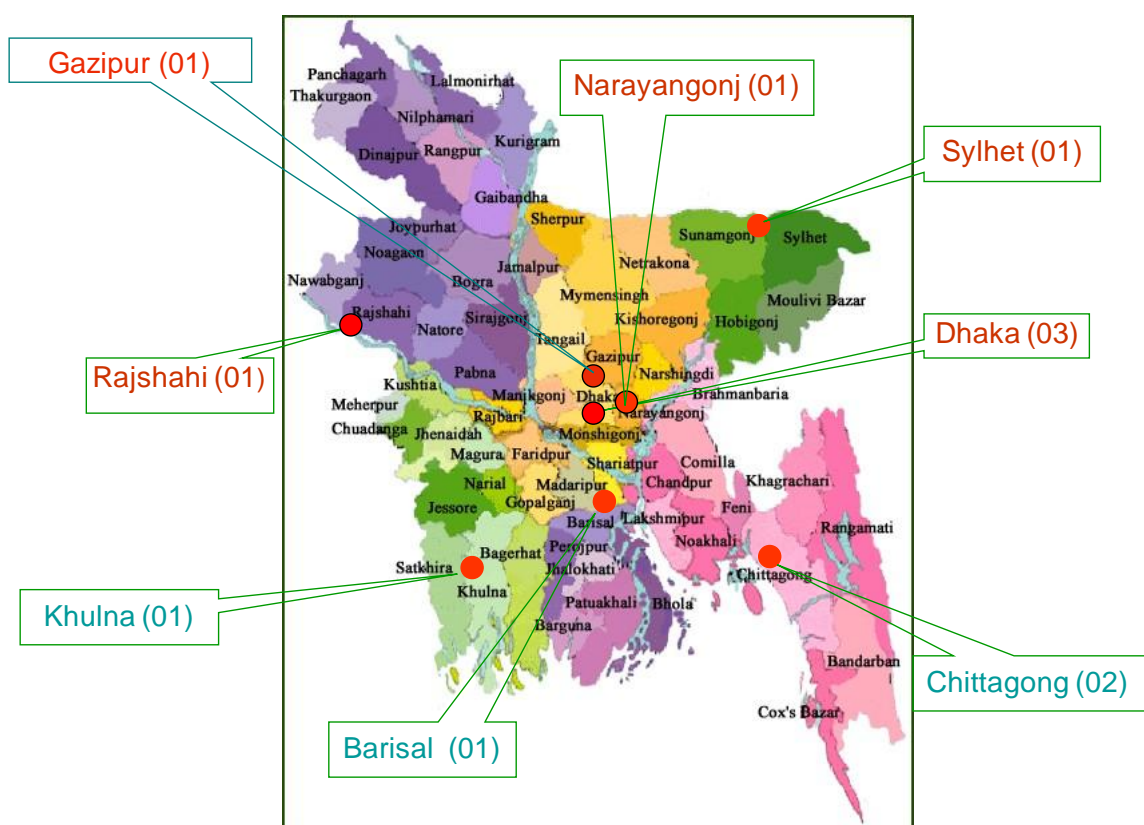 Gazipur (01)
Narayangonj (01)
Sylhet (01)
Dhaka (03)
Rajshahi (01)
Khulna (01)
Barisal (01)
Chittagong (02)
Panchagarh
Lalmonirhat
Thakurgaon
Nilphamari
Kurigram
Rangpur
Dinajpur
Gaibandha
Sherpur
Joypurhat
Sunamgonj
Sylhet
Noagaon
Netrakona
Nawabganj
Bogra
Jamalpur
Mymensingh
Moulivi Bazar
Rajshahi
Sirajgonj
Kishoregonj
Hobigonj
Natore
Tangail
Gazipur
Pabna
Narshingdi
Kushtia
Manikgonj
Dhaka
Brahmanbaria
Meherpur
Rajbari
Narayangonj
Chuadanga
Jhenaidah
Monshigonj
Magura
Faridpur
Shariatpur
Comilla
Khagrachari
Narial
Madaripur
Chandpur
Jessore
Gopalganj
Feni
Barisal
Lakshmipur
Rangamati
Noakhali
Bagerhat
Perojpur
Satkhira
Jhalokhati
Chittagong
Khulna
Patuakhali
Bhola
Barguna
Bandarban
Cox's Bazar